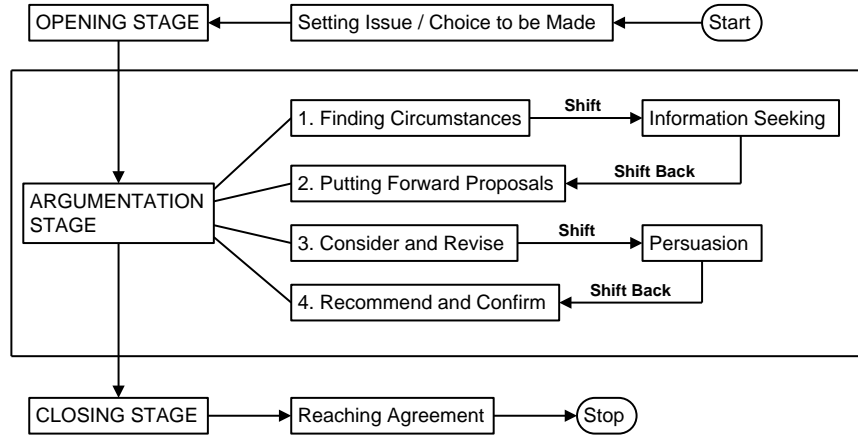 OPENING STAGE
Setting Issue / Choice to be Made
Start
1. Finding Circumstances
Shift
Information Seeking
Shift Back
2. Putting Forward Proposals
ARGUMENTATION
STAGE
3. Consider and Revise
Shift
Persuasion
Shift Back
4. Recommend and Confirm
CLOSING STAGE
Reaching Agreement
Stop